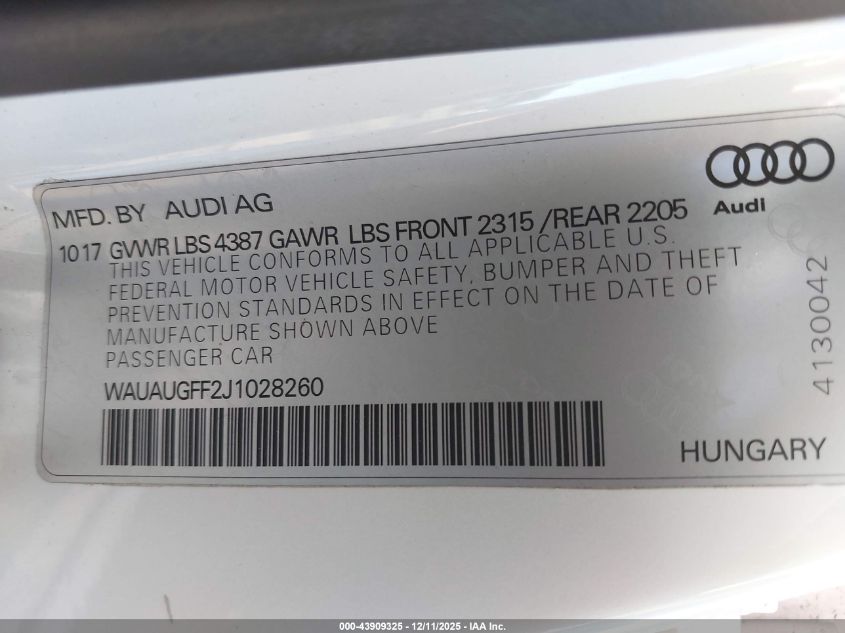 MFD. BY AUDI AG
Audi
10 17 GVWR LBS 4387 GAWR LBS FRONT 2315 /REAR 2205
THIS VEHICLE CONFORMS TO ALL APPLICABLE U.S.
FEDERAL MOTOR VEHICLE SAFETY, BUMPER AND THEFT
PREVENTION STANDARDS IN EFFECT ON THE DATE OF
MANUFACTURE SHOWN ABOVE
PASSENGER CAR
WAUAUGFF2J1028260
4130042
HUNGARY
000-43909325 - 12/11/2025 - IAA Inc.